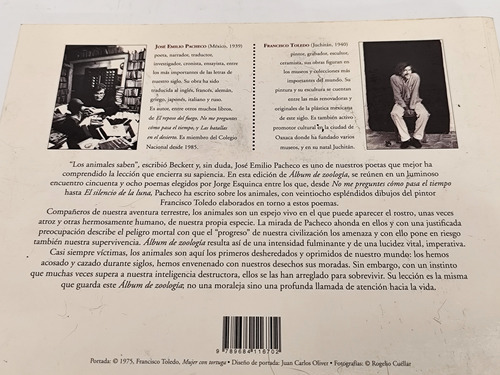 JOSÉ EMILIO PACHECO (México, 1939)
poeta, narrador, traductor,
investigador, cronista, ensayista, entre
los más importantes de las letras de
nuestro siglo. Su obra ha sido
traducida al inglés, francés, alemán,
griego, japonés, italiano y ruso.
Es autor, entre otros muchos libros,
de El reposo del fuego, No me preguntes
cómo pasa el tiempo, y Las batallas
en el desierto. Es miembro del Colegio
Nacional desde 1985.
FRANCISCO TOLEDO (Juchitán, 1940)
pintor, grabador, escultor,
ceramista, sus obras figuran en
los museos y colecciones más
importantes del mundo. Su
pintura y su escultura se cuentan
entre las más renovadoras y
originales de la plástica mexicana
de este siglo. Es también activo
promotor cultural en la ciudad de
Oaxaca donde ha fundado varios
museos, y en su natal Juchitán.
"Los animales saben", escribió Beckett y, sin duda, José Emilio Pacheco es uno de nuestros poetas que mejor ha
comprendido la lección que encierra su sapiencia. En esta edición de Álbum de zoología, se reúnen en un luminoso
encuentro cincuenta y ocho poemas elegidos por Jorge Esquinca entre los que, desde No me preguntes cómo pasa el tiempo
hasta El silencio de la luna, Pacheco ha escrito sobre los animales, con veintiocho espléndidos dibujos del pintor
Francisco Toledo elaborados en torno a estos poemas.
Compañeros de nuestra aventura terrestre, los animales son un espejo vivo en el que puede aparecer el rostro, unas veces
atroz y otras hermosamente humano, de nuestra propia especie. La mirada de Pacheco ahonda en ellos y con una justificada
preocupación describe el peligro mortal con que el "progreso" de nuestra civilización los amenaza y con ello pone en riesgo
también nuestra supervivencia. Álbum de zoología resulta así de una intensidad fulminante y de una lucidez vital, imperativa.
Casi siempre víctimas, los animales son aquí los primeros desheredados y oprimidos de nuestro mundo: los hemos
acosado y cazado durante siglos, hemos envenenado con nuestros desechos sus moradas. Sin embargo, con un instinto
que muchas veces supera a nuestra inteligencia destructora, ellos se las han arreglado para sobrevivir. Su lección es la misma
que guarda este Álbum de zoología; no una moraleja sino una profunda llamada de atención hacia la vida.
9 789684 116702
Portada: © 1975, Francisco Toledo, Mujer con tortuga • Diseño de portada: Juan Carlos Oliver • Fotografías: © Rogelio Cuéllar